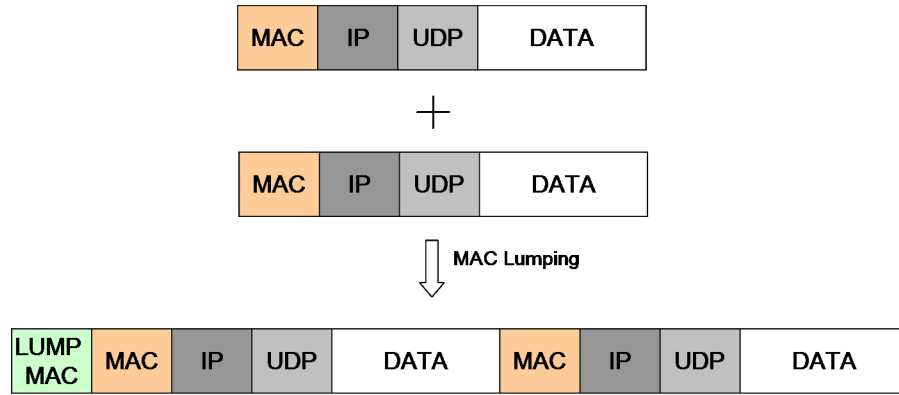 MAC IP UDP DATA
+
MAC IP UDP DATA
MAC Lumping
LUMP
MAC MAC IP UDP DATA MAC IP UDP DATA